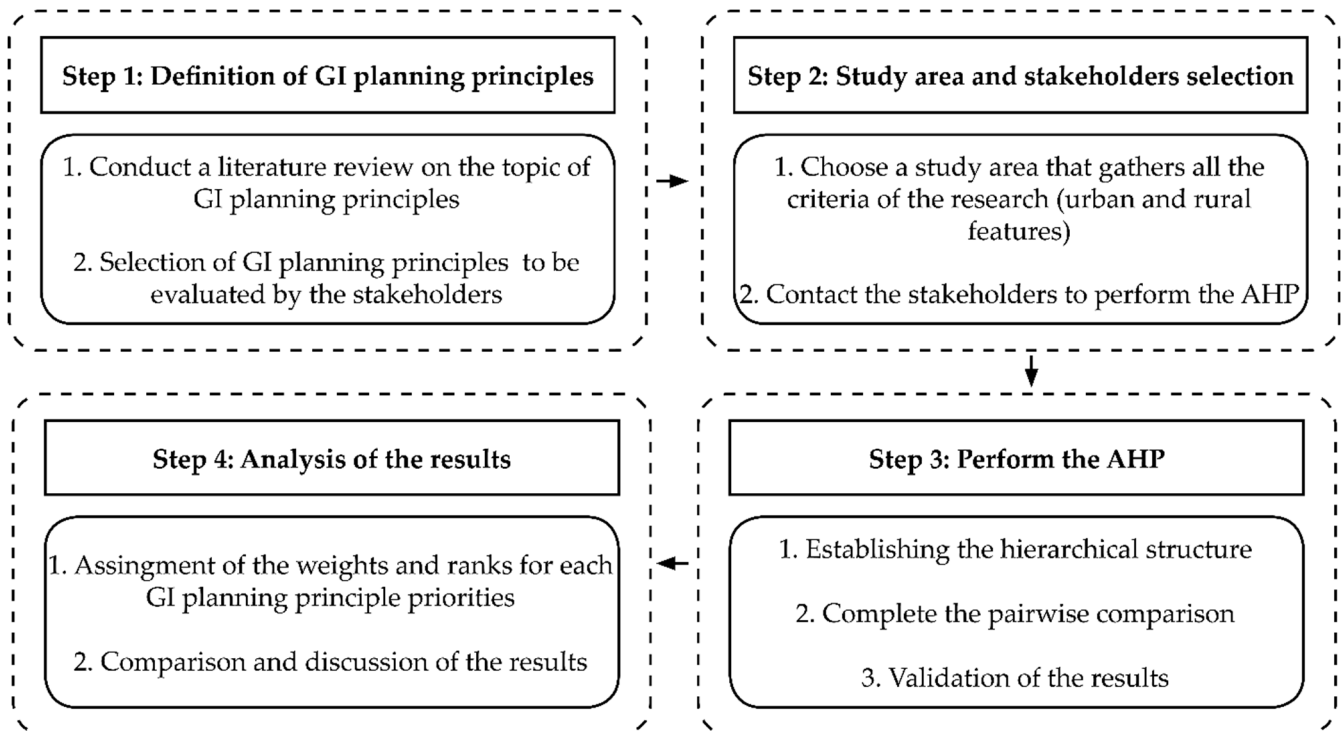 Step 1: Definition of GI planning principles
1. Conduct a literature review on the topic of
GI planning principles
2. Selection of GI planning principles to be
evaluated by the stakeholders
Step 2: Study area and stakeholders selection
1. Choose a study area that gathers all the
criteria of the research (urban and rural
features)
2. Contact the stakeholders to perform the AHP
Step 3: Perform the AHP
1. Establishing the hierarchical structure
2. Complete the pairwise comparison
3. Validation of the results
Step 4: Analysis of the results
1. Assingment of the weights and ranks for each
GI planning principle priorities
2. Comparison and discussion of the results